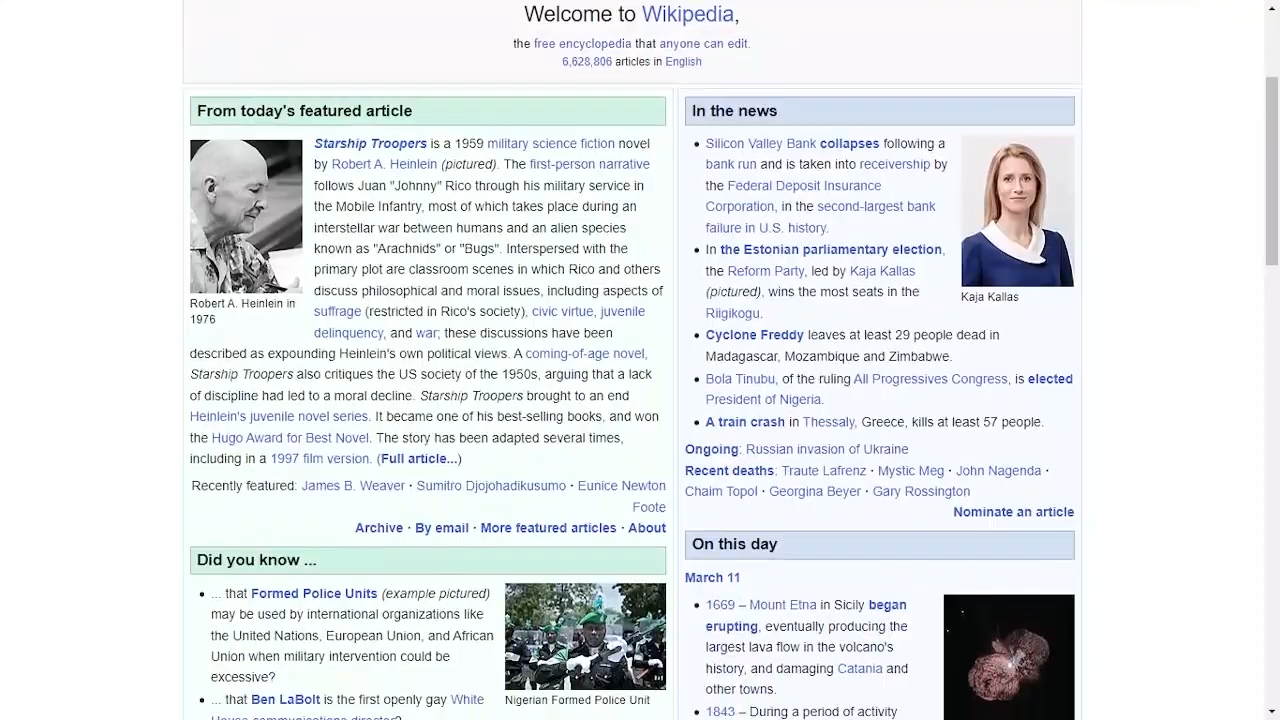 Welcome to Wikipedia,
the free encyclopedia that anyone can edit.
6,628,806 articles in English
From today's featured article
Starship Troopers is a 1959 military science fiction novel
by Robert A. Heinlein (pictured). The first-person narrative
follows Juan "Johnny" Rico through his military service in
the Mobile Infantry, most of which takes place during an
interstellar war between humans and an alien species
known as "Arachnids" or "Bugs". Interspersed with the
primary plot are classroom scenes in which Rico and others
discuss philosophical and moral issues, including aspects of
suffrage (restricted in Rico's society), civic virtue, juvenile
delinquency, and war; these discussions have been
described as expounding Heinlein's own political views. A coming-of-age novel,
Starship Troopers also critiques the US society of the 1950s, arguing that a lack
of discipline had led to a moral decline. Starship Troopers brought to an end
Heinlein's juvenile novel series. It became one of his best-selling books, and won
the Hugo Award for Best Novel. The story has been adapted several times,
including in a 1997 film version. (Full article...)
Robert A. Heinlein in
1976
Recently featured: James B. Weaver · Sumitro Djojohadikusumo · Eunice Newton
Foote
Archive · By email · More featured articles · About
Did you know ...
... that Formed Police Units (example pictured)
may be used by international organizations like
the United Nations, European Union, and African
Union when military intervention could be
excessive?
Nigerian Formed Police Unit
... that Ben LaBolt is the first openly gay White
House communications director?
In the news
Silicon Valley Bank collapses following a
bank run and is taken into receivership by
the Federal Deposit Insurance
Corporation, in the second-largest bank
failure in U.S. history.
In the Estonian parliamentary election,
the Reform Party, led by Kaja Kallas
(pictured), wins the most seats in the
Riigikogu.
Kaja Kallas
Cyclone Freddy leaves at least 29 people dead in
Madagascar, Mozambique and Zimbabwe.
Bola Tinubu, of the ruling All Progressives Congress, is elected
President of Nigeria.
A train crash in Thessaly, Greece, kills at least 57 people.
Ongoing: Russian invasion of Ukraine
Recent deaths: Traute Lafrenz · Mystic Meg · John Nagenda ·
Chaim Topol · Georgina Beyer · Gary Rossington
Nominate an article
On this day
March 11
1669 – Mount Etna in Sicily began
erupting, eventually producing the
largest lava flow in the volcano's
history, and damaging Catania and
other towns.
1843 – During a period of activity